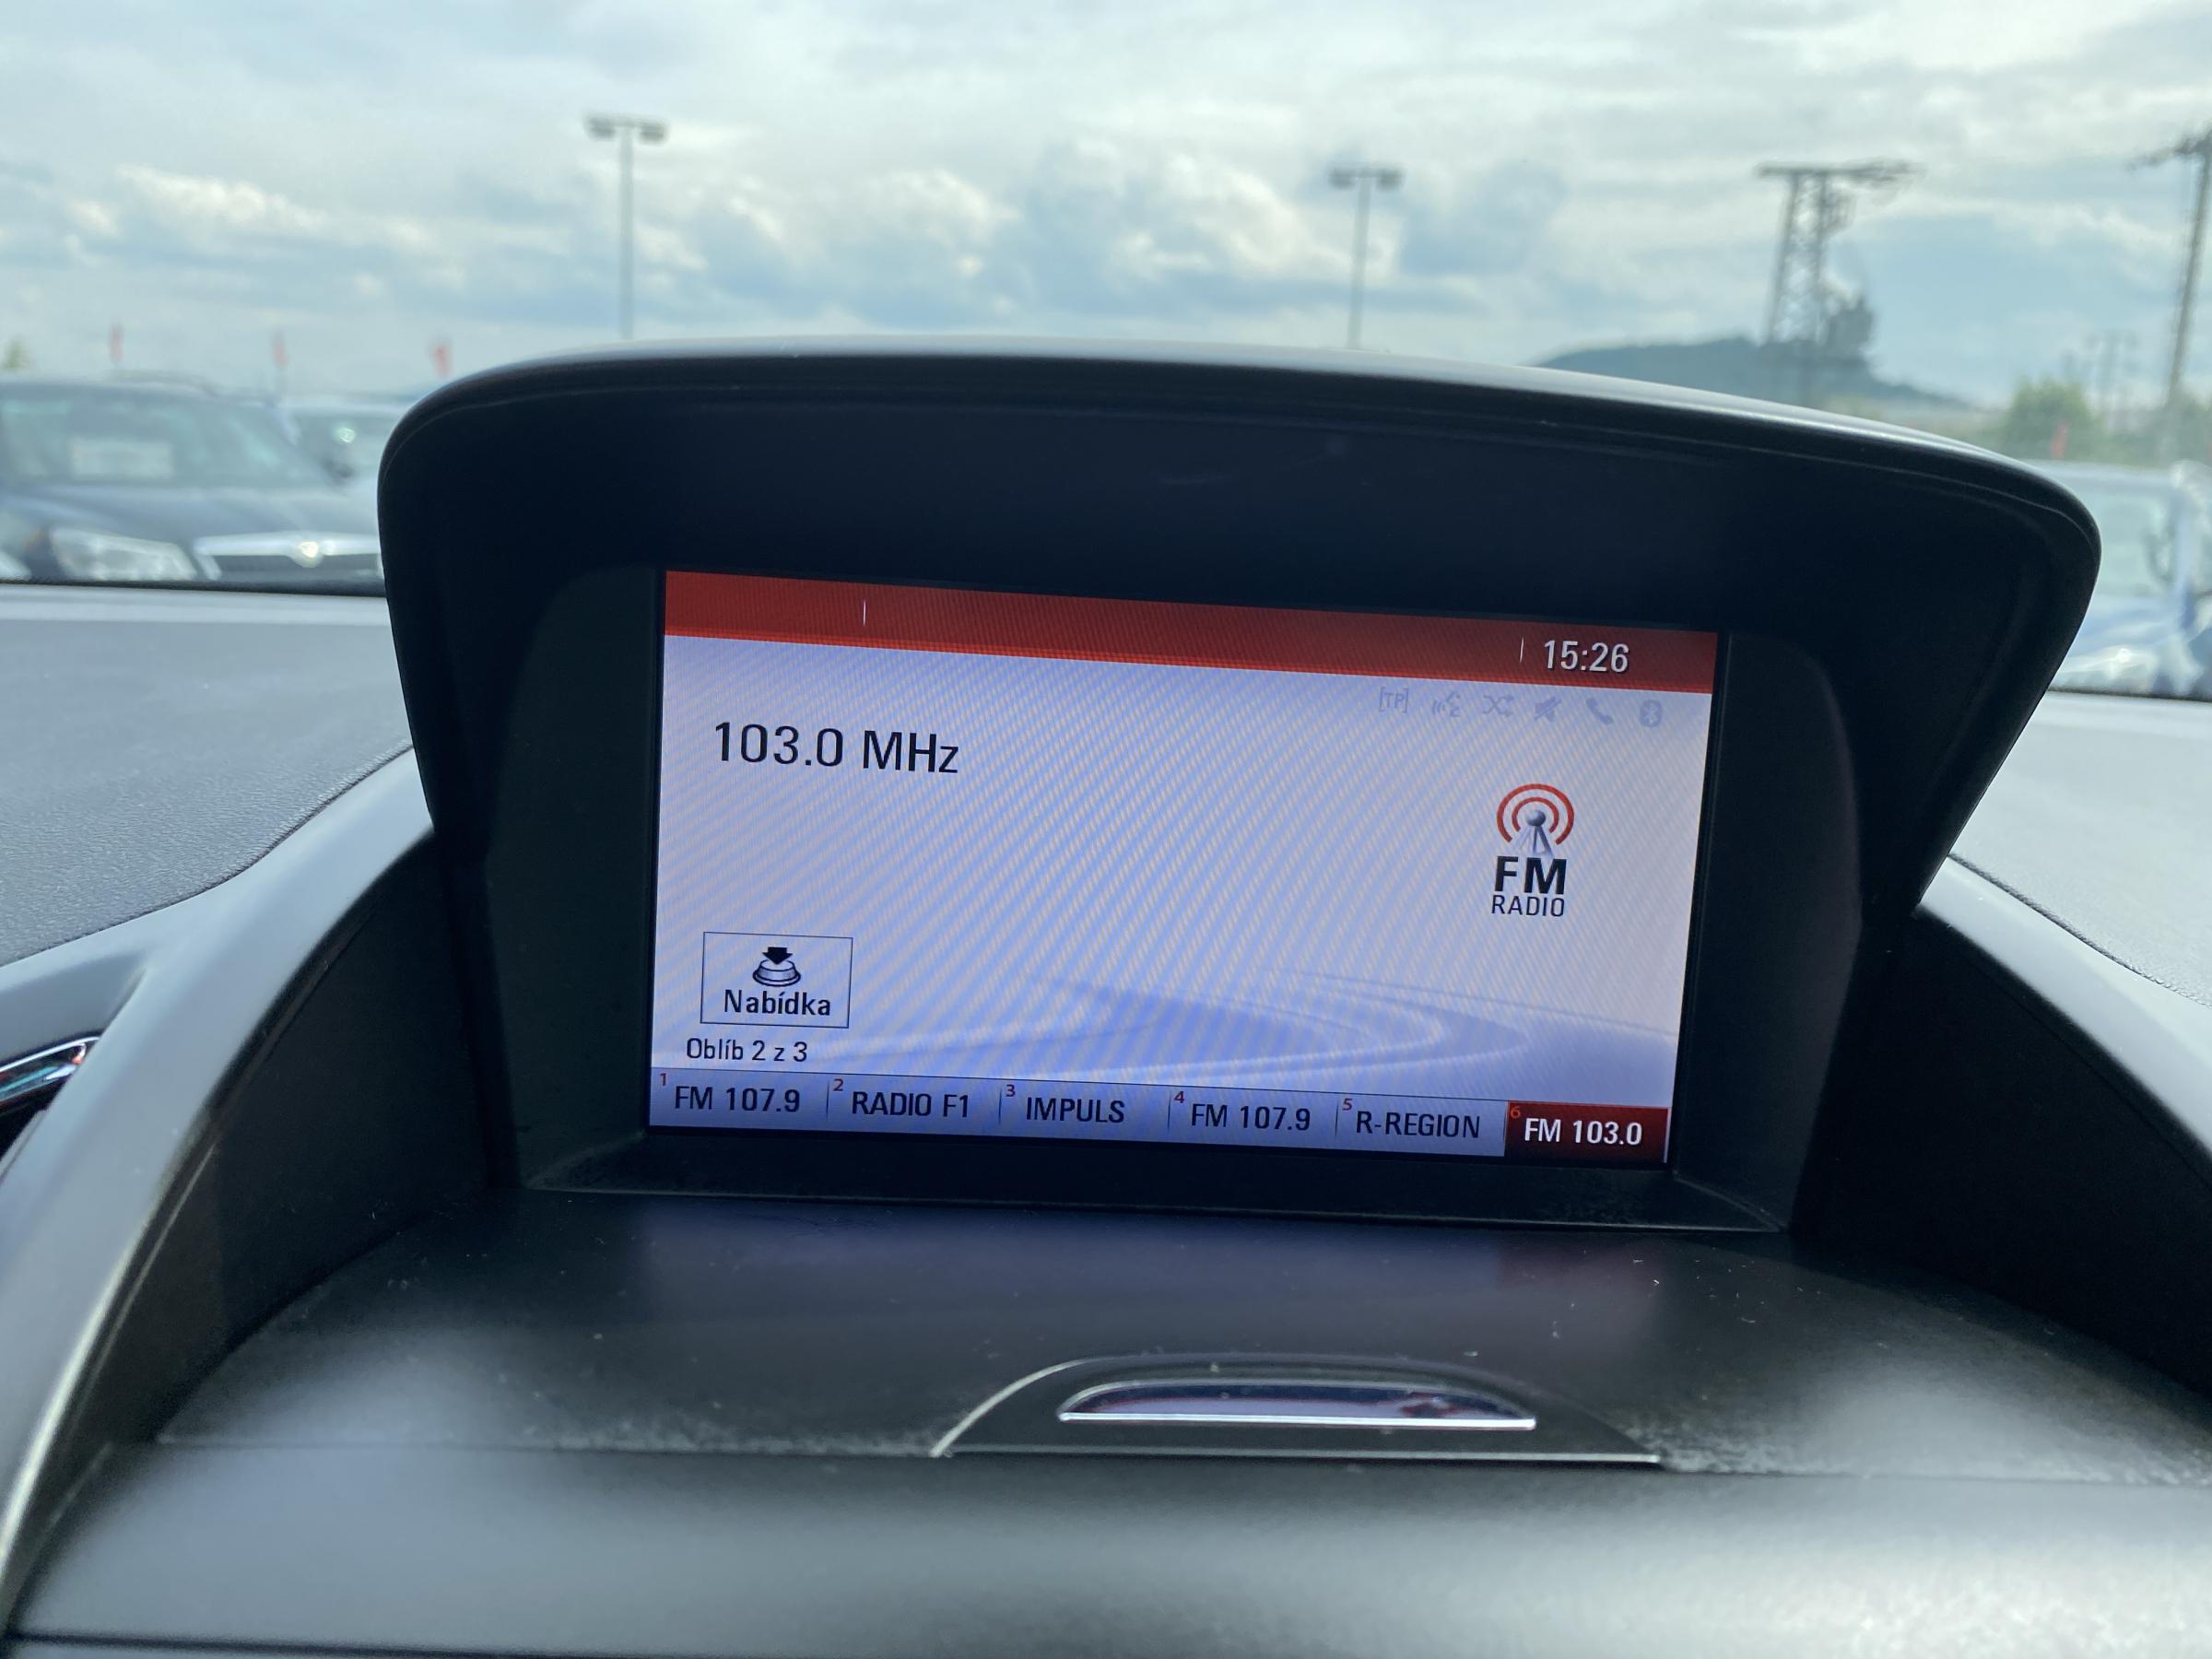 15:26
[TP]
103.0 MHz
FM
RADIO
Nabídka
Oblíb 2 z 3
1 FM 107.9 2 RADIO F1 3 IMPULS 4 FM 107.9 5 R-REGION 6 FM 103.0